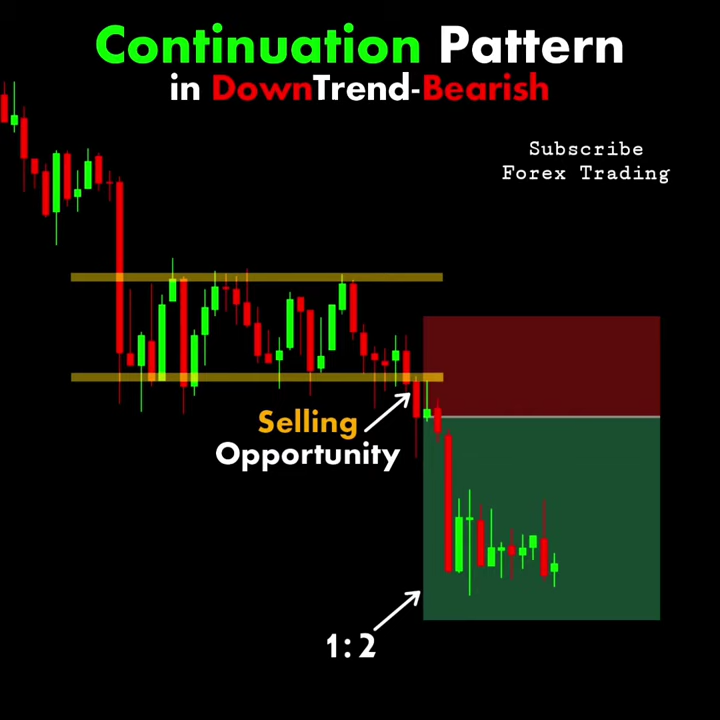 Continuation Pattern
in DownTrend-Bearish
Subscribe
Forex Trading
Selling
Opportunity
1:2